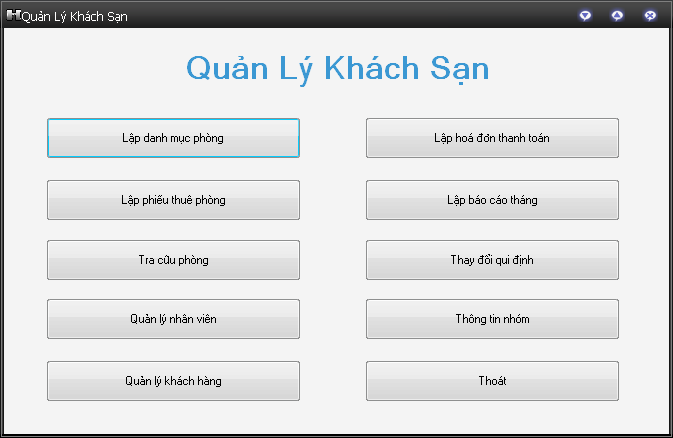 Quản Lý Khách Sạn
Quản Lý Khách Sạn
Lập danh mục phòng
Lập hoá đơn thanh toán
Lập phiếu thuê phòng
Lập báo cáo tháng
Tra cứu phòng
Thay đổi qui định
Quản lý nhân viên
Thông tin nhóm
Quản lý khách hàng
Thoát